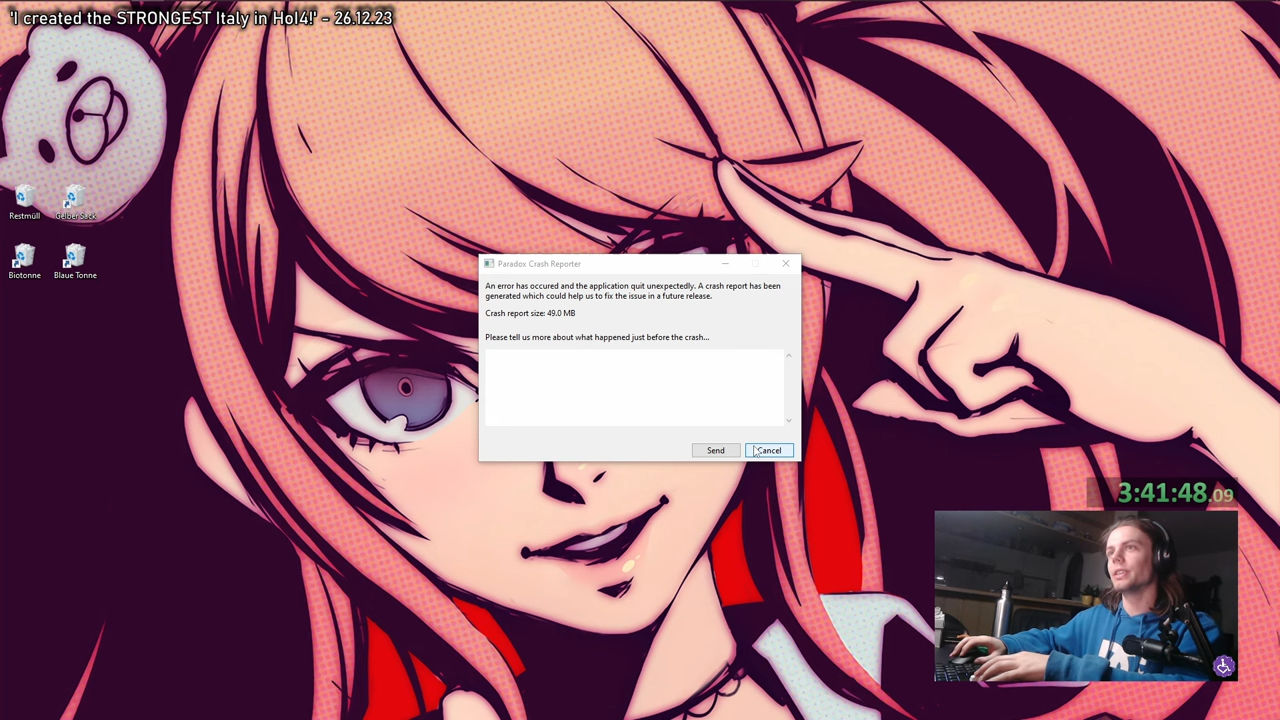 'I created the STRONGEST Italy in HoI4!' - 26.12.23
Restmüll
Gelber Sack
Biotonne
Blaue Tonne
Paradox Crash Reporter
An error has occured and the application quit unexpectedly. A crash report has been
generated which could help us to fix the issue in a future release.
Crash report size: 49.0 MB
Please tell us more about what happened just before the crash...
Send
Cancel
3:41:48.09